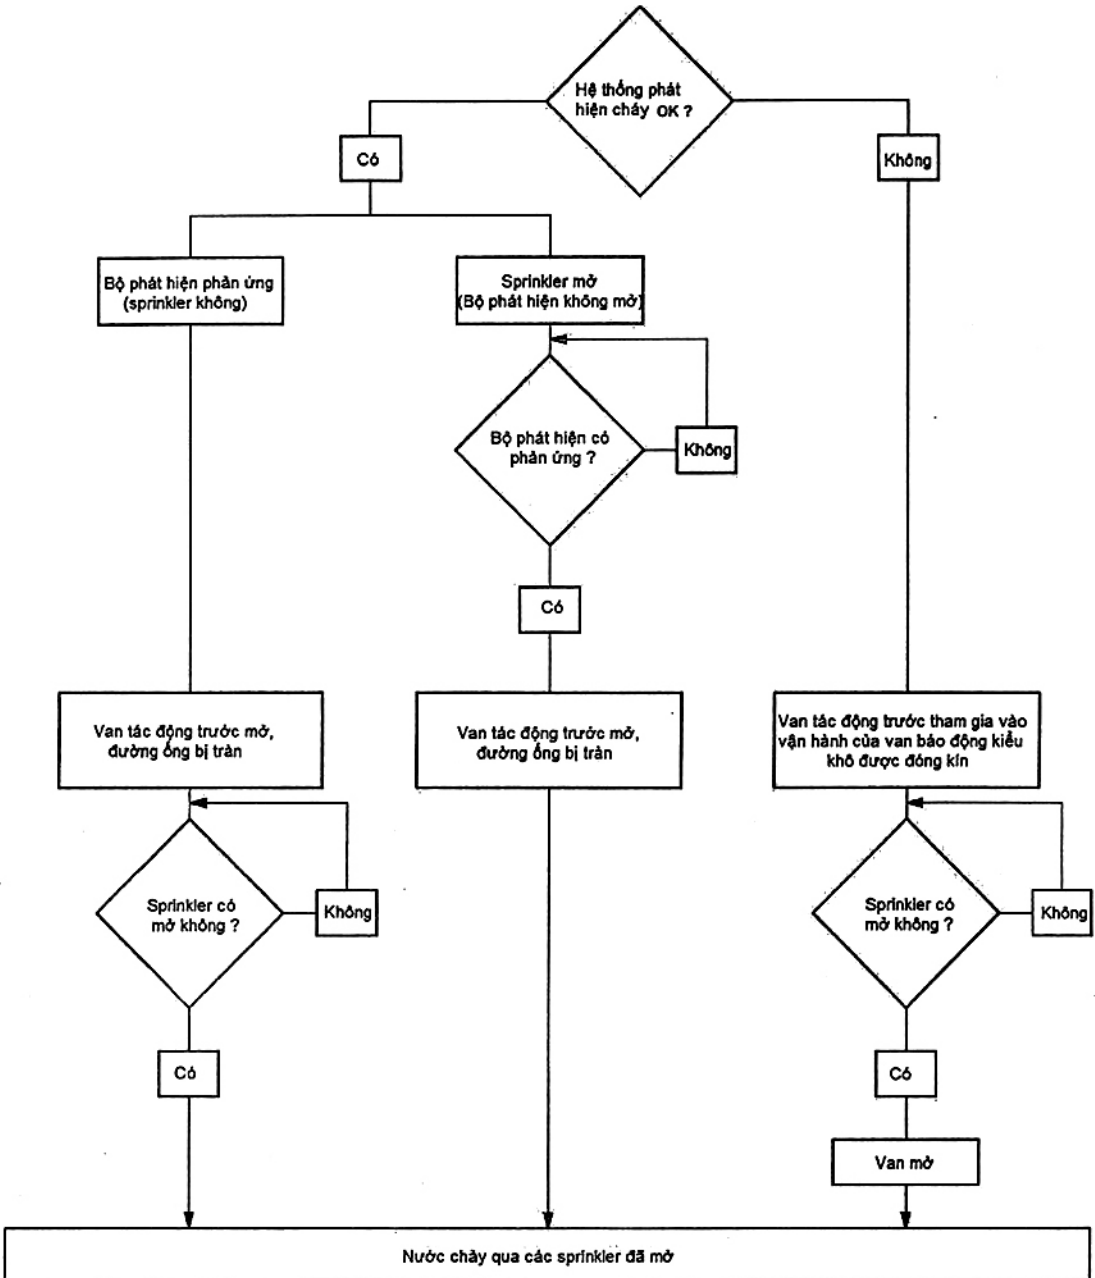 Hệ thống phát
hiện cháy OK ?
Có
Không
Bộ phát hiện phản ứng
(sprinkler không)
Sprinkler mở
(Bộ phát hiện không mở)
Bộ phát hiện có
phản ứng ?
Không
Có
Van tác động trước mở,
đường ống bị tràn
Van tác động trước mở,
đường ống bị tràn
Van tác động trước tham gia vào
vận hành của van báo động kiểu
khô được đóng kín
Sprinkler có
mở không ?
Không
Sprinkler có
mở không ?
Không
Có
Có
Van mở
Nước chảy qua các sprinkler đã mở